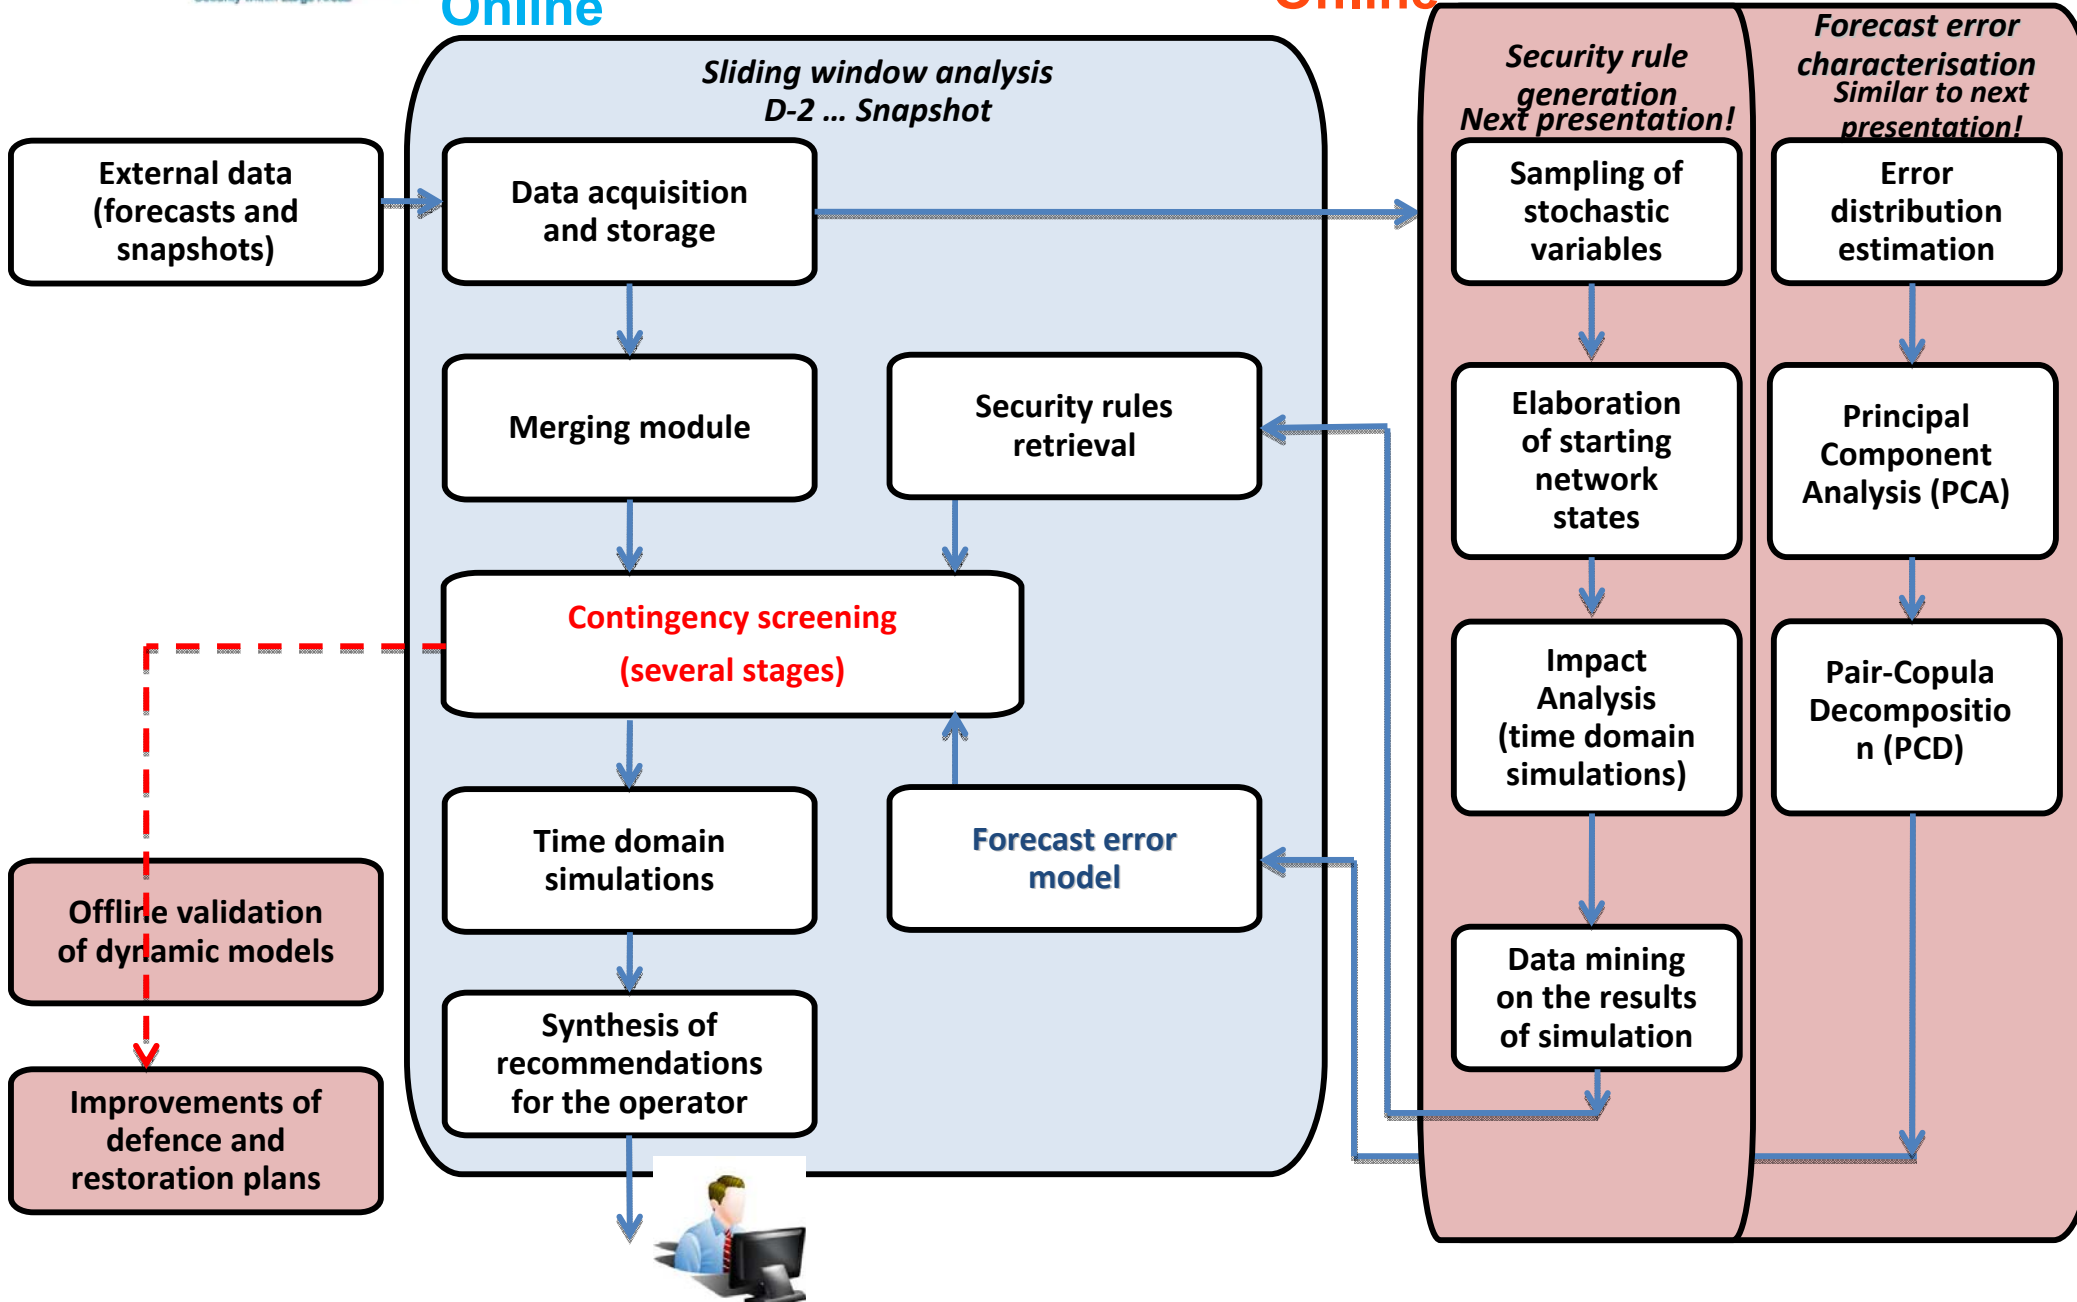 Online
Offline
Sliding window analysis
D-2 ... Snapshot
Security rule
generation
Next presentation!
Forecast error
characterisation
Similar to next
presentation!
External data
(forecasts and
snapshots)
Data acquisition
and storage
Sampling of
stochastic
variables
Error
distribution
estimation
Merging module
Security rules
retrieval
Elaboration
of starting
network
states
Principal
Component
Analysis (PCA)
Contingency screening
(several stages)
Impact
Analysis
(time domain
simulations)
Pair-Copula
Decompositio
n (PCD)
Time domain
simulations
Forecast error
model
Offline validation
of dynamic models
Data mining
on the results
of simulation
Synthesis of
recommendations
for the operator
Improvements of
defence and
restoration plans